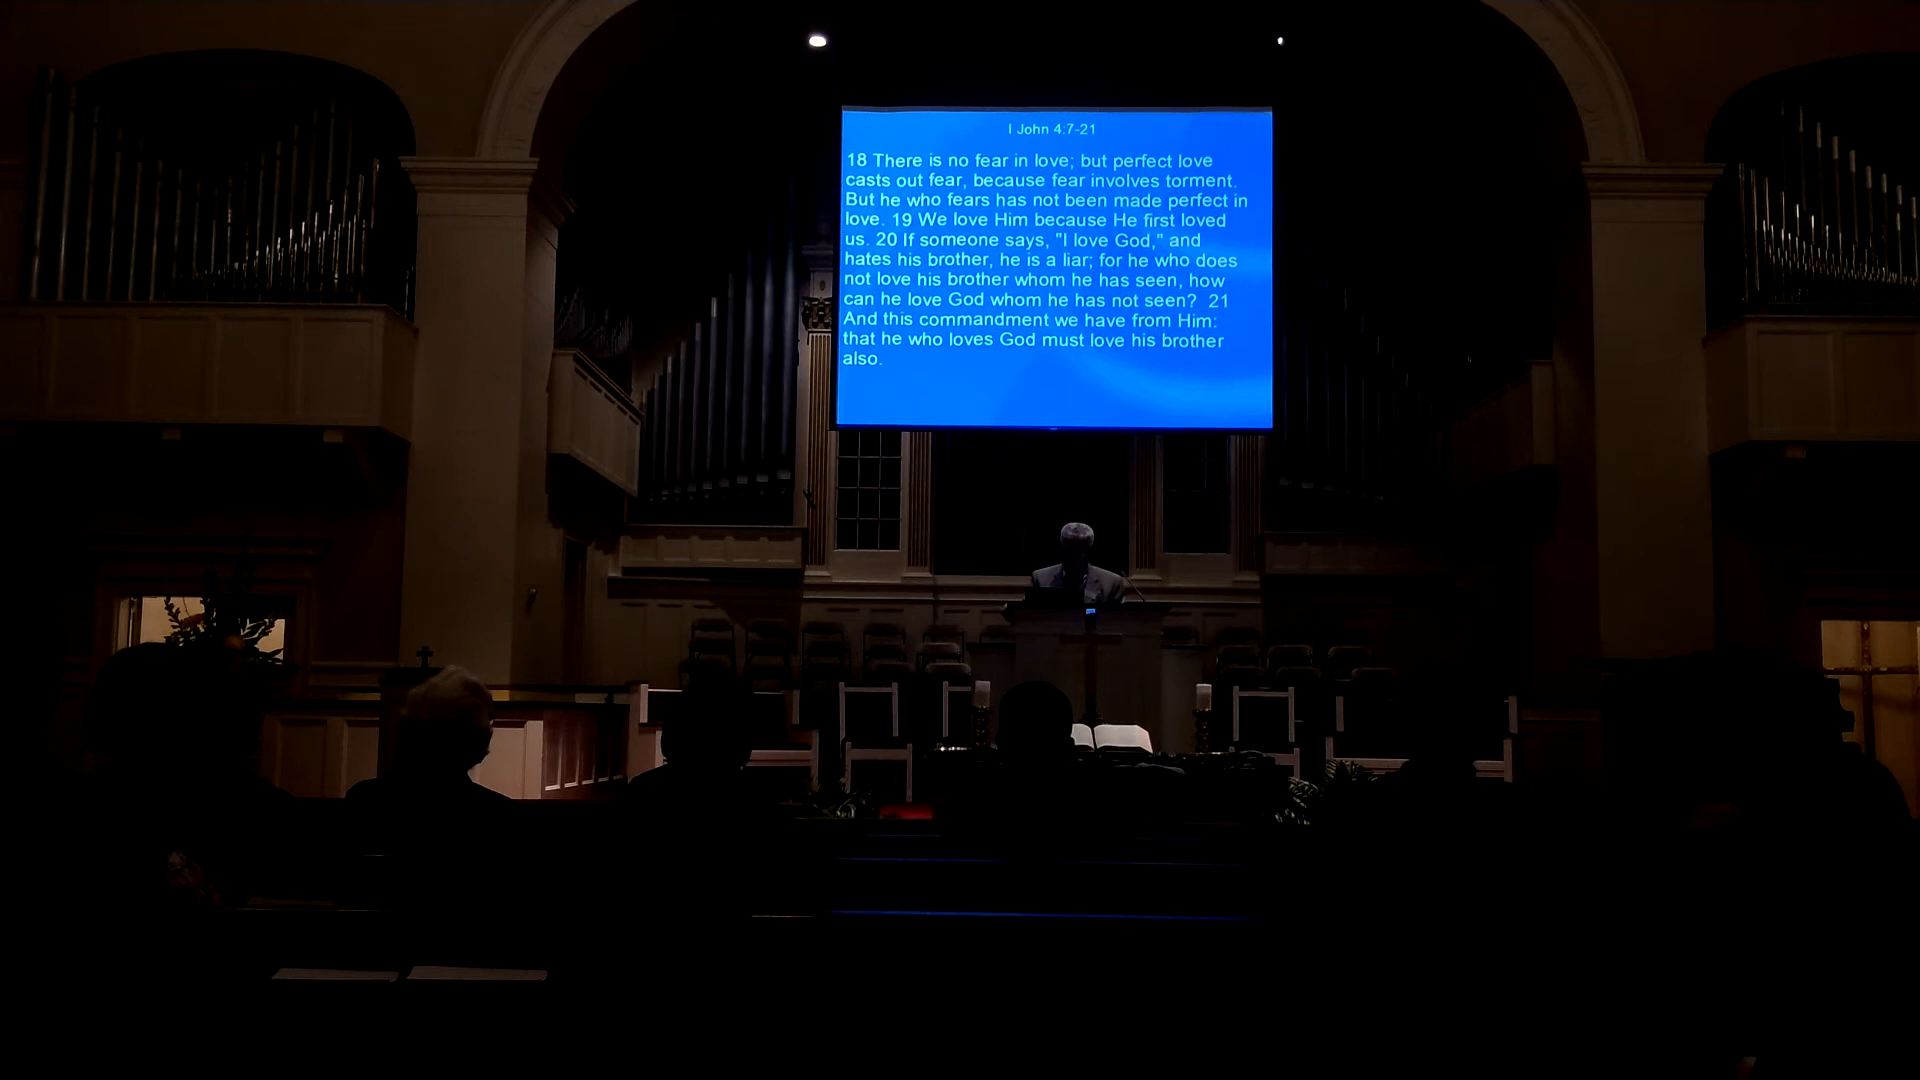 I John 4:7-21
18 There is no fear in love; but perfect love
casts out fear, because fear involves torment.
But he who fears has not been made perfect in
love. 19 We love Him because He first loved
us. 20 If someone says, "I love God," and
hates his brother, he is a liar; for he who does
not love his brother whom he has seen, how
can he love God whom he has not seen?  21
And this commandment we have from Him:
that he who loves God must love his brother
also.